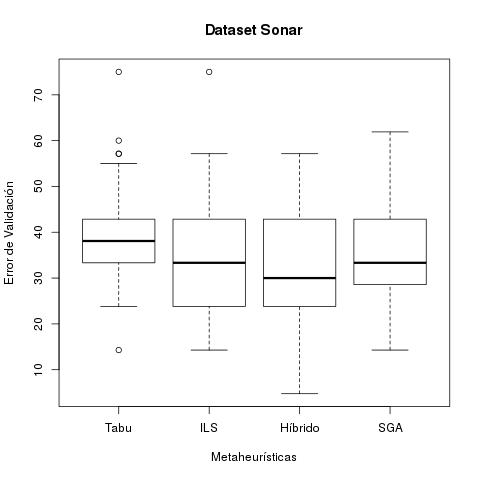 Dataset Sonar
Error de Validación
70
60
50
40
30
20
10
Tabu ILS Híbrido SGA
Metaheurísticas